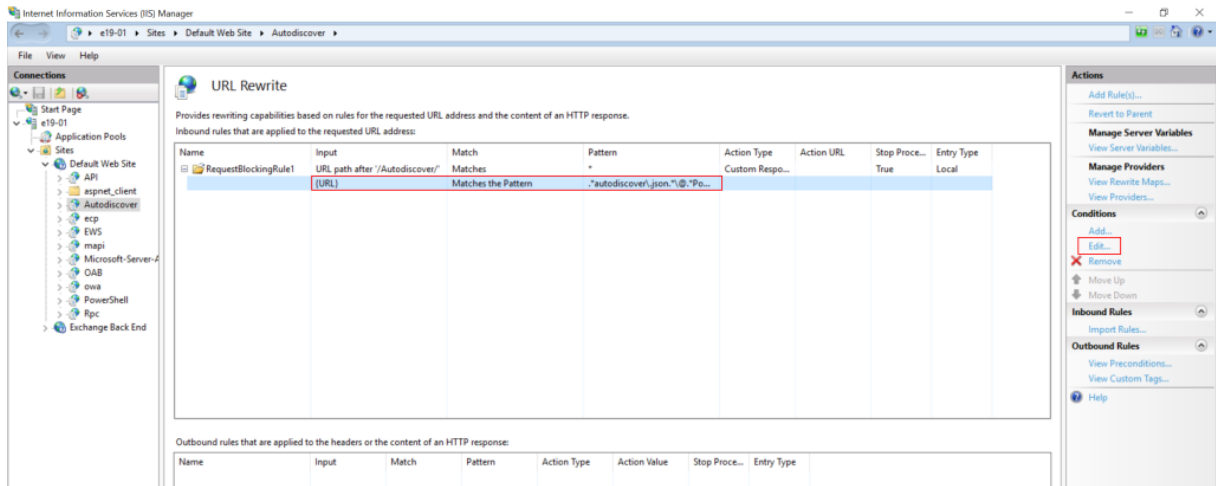 Internet Information Services (IIS) Manager
e19-01 Sites Default Web Site Autodiscover
File View Help
Connections
Start Page
e19-01
Application Pools
Sites
Default Web Site
API
aspnet_client
Autodiscover
ecp
EWS
mapi
Microsoft-Server-A
OAB
owa
PowerShell
Rpc
Exchange Back End
URL Rewrite
Provides rewriting capabilities based on rules for the requested URL address and the content of an HTTP response.
Inbound rules that are applied to the requested URL address:
Name Input Match Pattern Action Type Action URL Stop Proce... Entry Type
RequestBlockingRule1 URL path after '/Autodiscover/' Matches * Custom Respo... True Local
{URL} Matches the Pattern .*autodiscover\.json.*\@.*Po...
Outbound rules that are applied to the headers or the content of an HTTP response:
Name Input Match Pattern Action Type Action Value Stop Proce... Entry Type
Actions
Add Rule(s)...
Revert to Parent
Manage Server Variables
View Server Variables...
Manage Providers
View Rewrite Maps...
View Providers...
Conditions
Add...
Edit...
Remove
Move Up
Move Down
Inbound Rules
Import Rules...
Outbound Rules
View Preconditions...
View Custom Tags...
Help